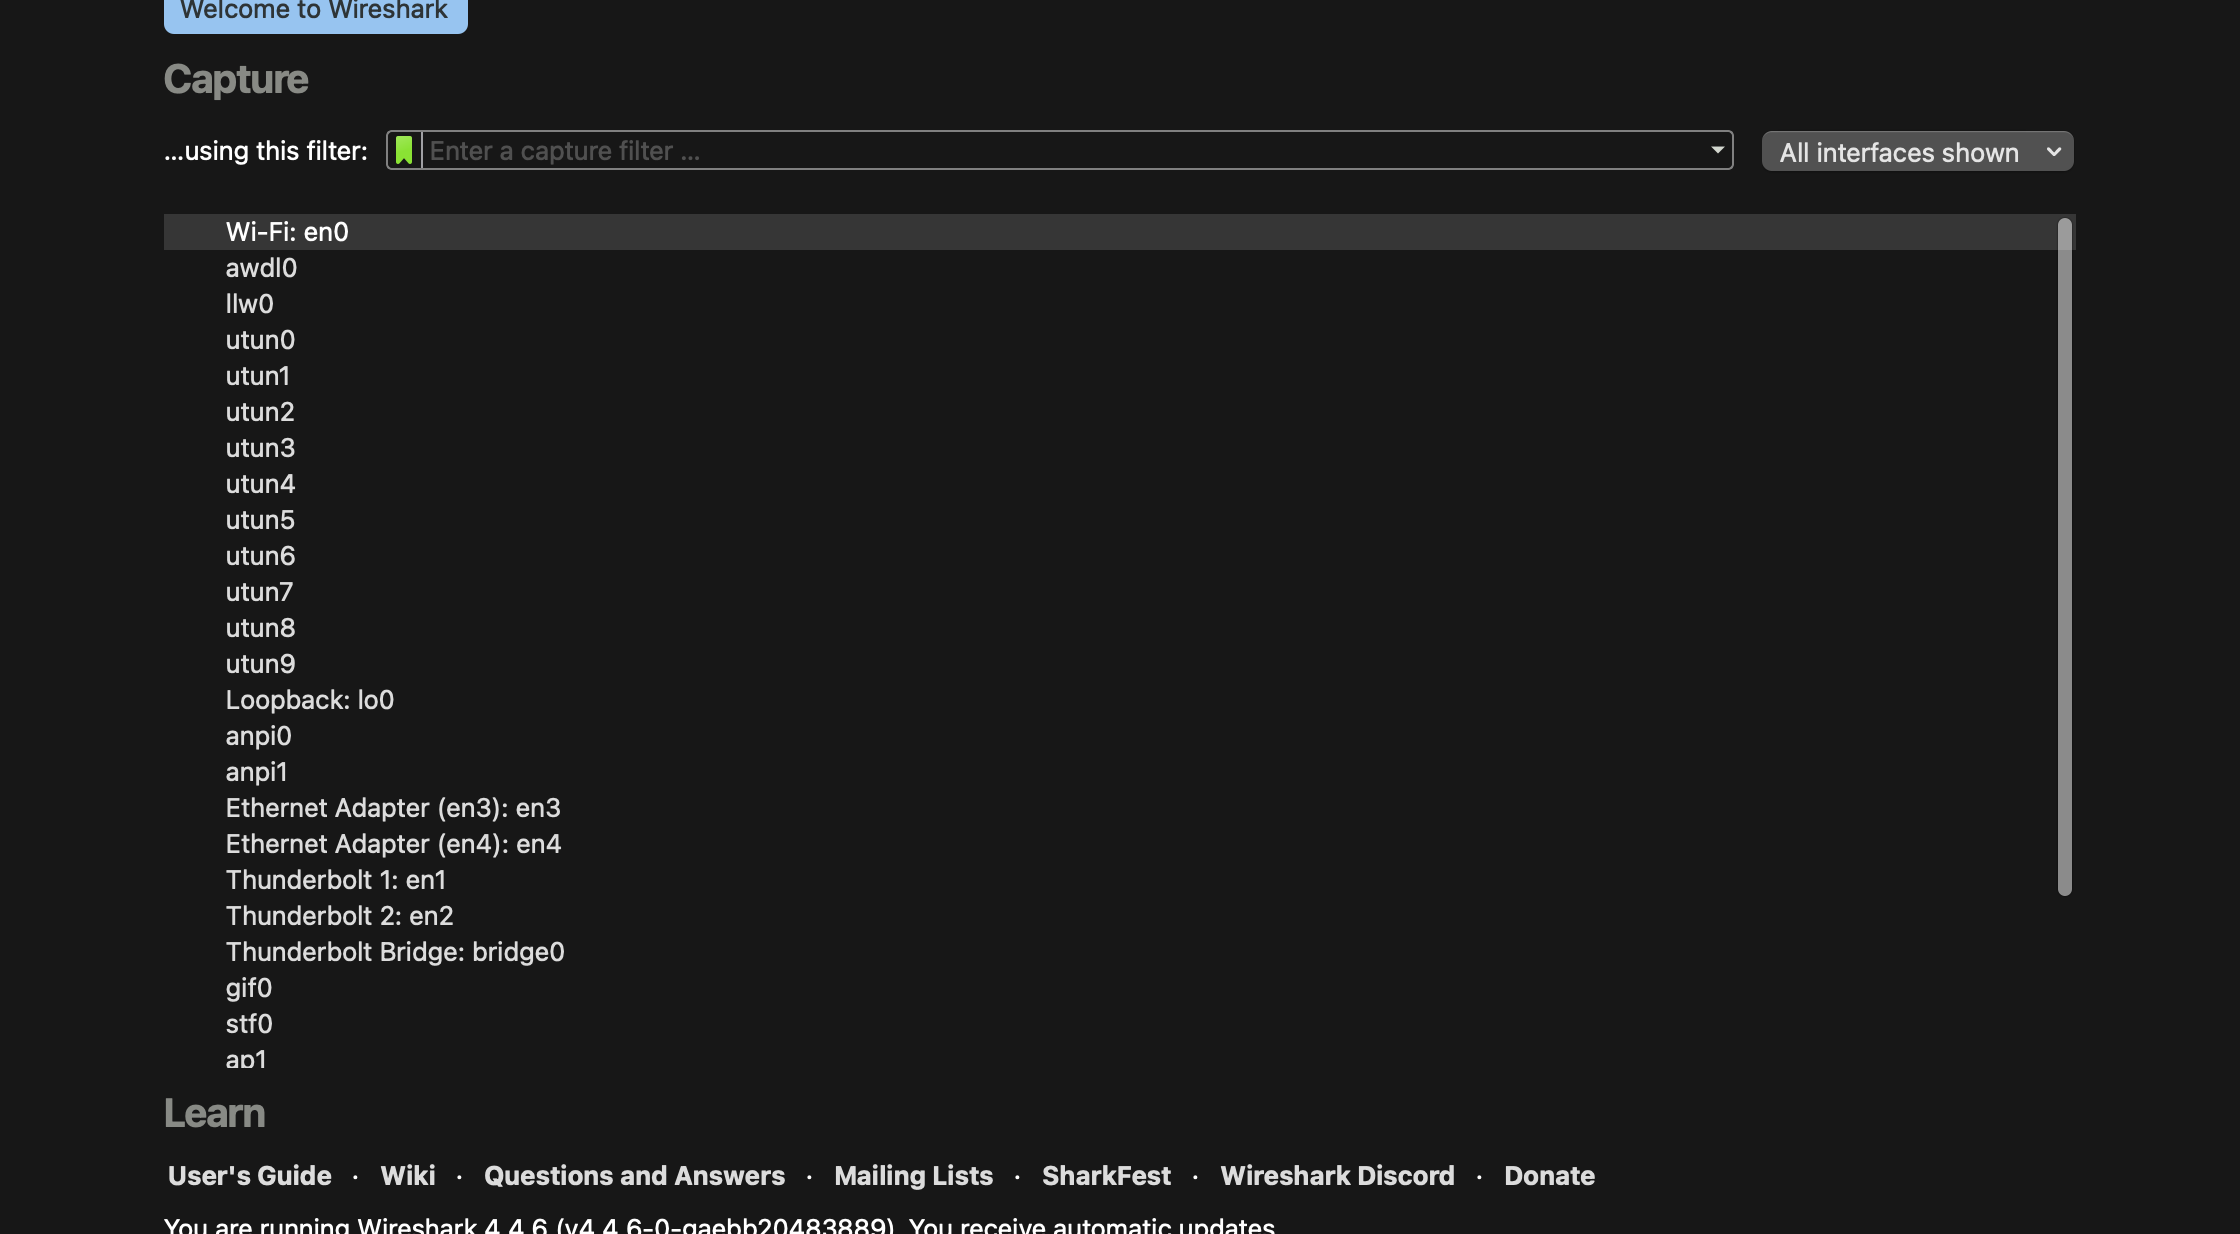 Welcome to Wireshark
Capture
...using this filter: Enter a capture filter ... All interfaces shown
Wi-Fi: en0
awdl0
llw0
utun0
utun1
utun2
utun3
utun4
utun5
utun6
utun7
utun8
utun9
Loopback: lo0
anpi0
anpi1
Ethernet Adapter (en3): en3
Ethernet Adapter (en4): en4
Thunderbolt 1: en1
Thunderbolt 2: en2
Thunderbolt Bridge: bridge0
gif0
stf0
ap1
Learn
User's Guide · Wiki · Questions and Answers · Mailing Lists · SharkFest · Wireshark Discord · Donate
You are running Wireshark 4.4.6 (v4.4.6-0-gaebb20483889). You receive automatic updates.